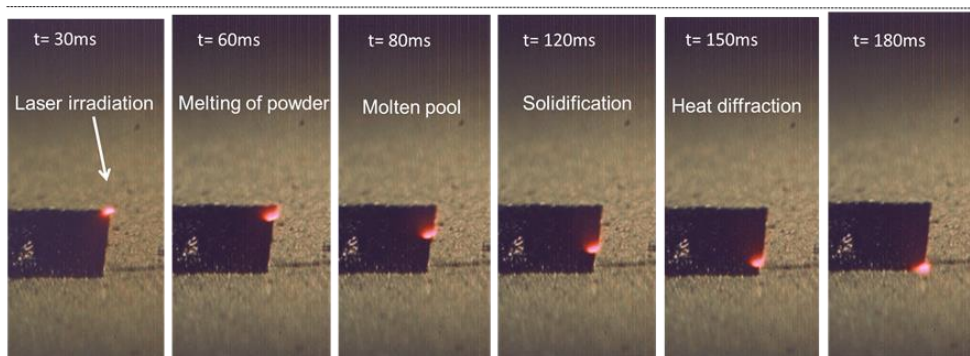 t= 30ms
Laser irradiation
t= 60ms
Melting of powder
t= 80ms
Molten pool
t= 120ms
Solidification
t= 150ms
Heat diffraction
t= 180ms